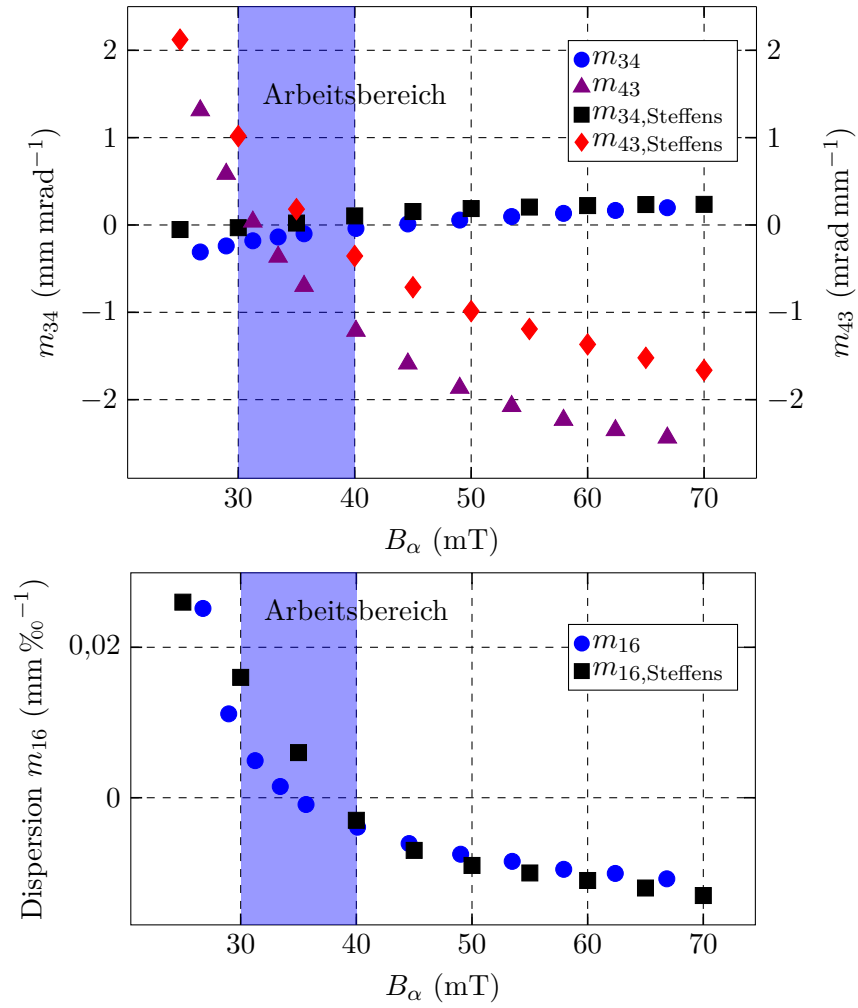 2
1
0
−1
−2
m₃₄ (mm mrad⁻¹)
Arbeitsbereich
m₃₄
m₄₃
m₃₄,Steffens
m₄₃,Steffens
2
1
0
−1
−2
m₄₃ (mrad mm⁻¹)
30 40 50 60 70
B_α (mT)
0,02
0
Dispersion m₁₆ (mm ‰⁻¹)
Arbeitsbereich
m₁₆
m₁₆,Steffens
30 40 50 60 70
B_α (mT)